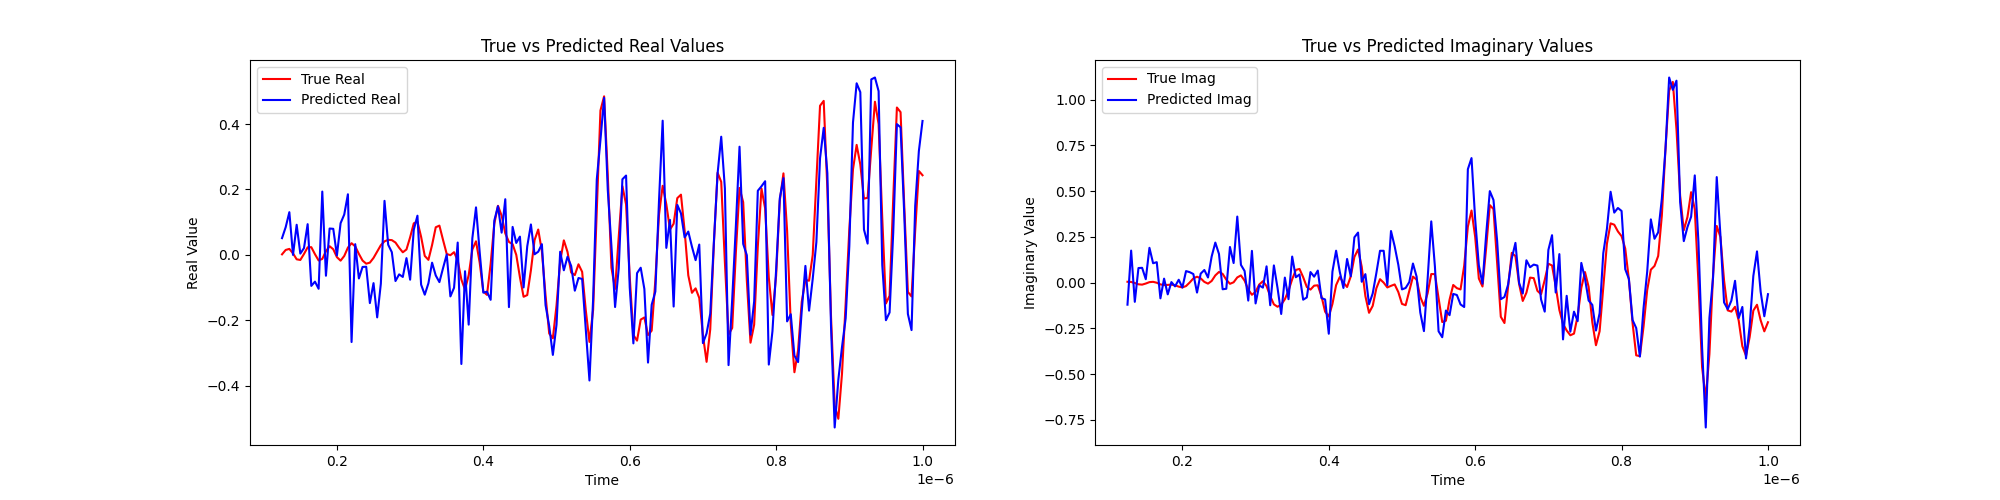 True vs Predicted Real Values
True Real
Predicted Real
Real Value
0.4
0.2
0.0
−0.2
−0.4
0.2
0.4
0.6
0.8
1.0
1e−6
Time
True vs Predicted Imaginary Values
True Imag
Predicted Imag
Imaginary Value
1.00
0.75
0.50
0.25
0.00
−0.25
−0.50
−0.75
0.2
0.4
0.6
0.8
1.0
1e−6
Time